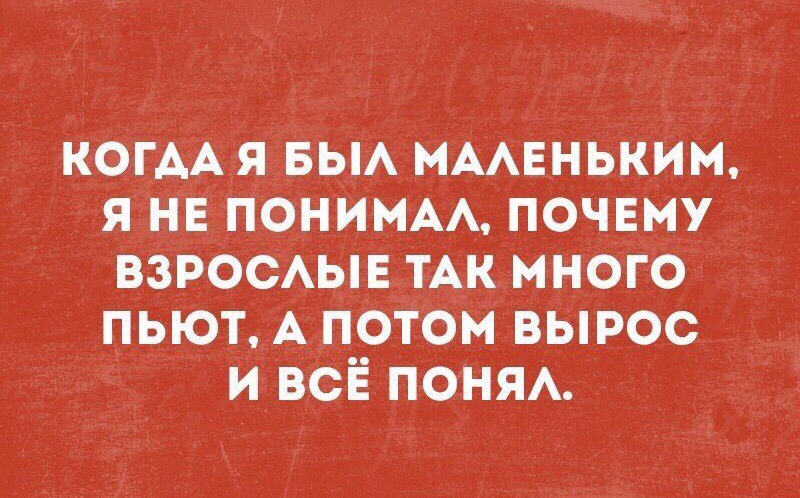 КОГДА Я БЫЛ МАЛЕНЬКИМ,
Я НЕ ПОНИМАЛ, ПОЧЕМУ
ВЗРОСЛЫЕ ТАК МНОГО
ПЬЮТ, А ПОТОМ ВЫРОС
И ВСЁ ПОНЯЛ.